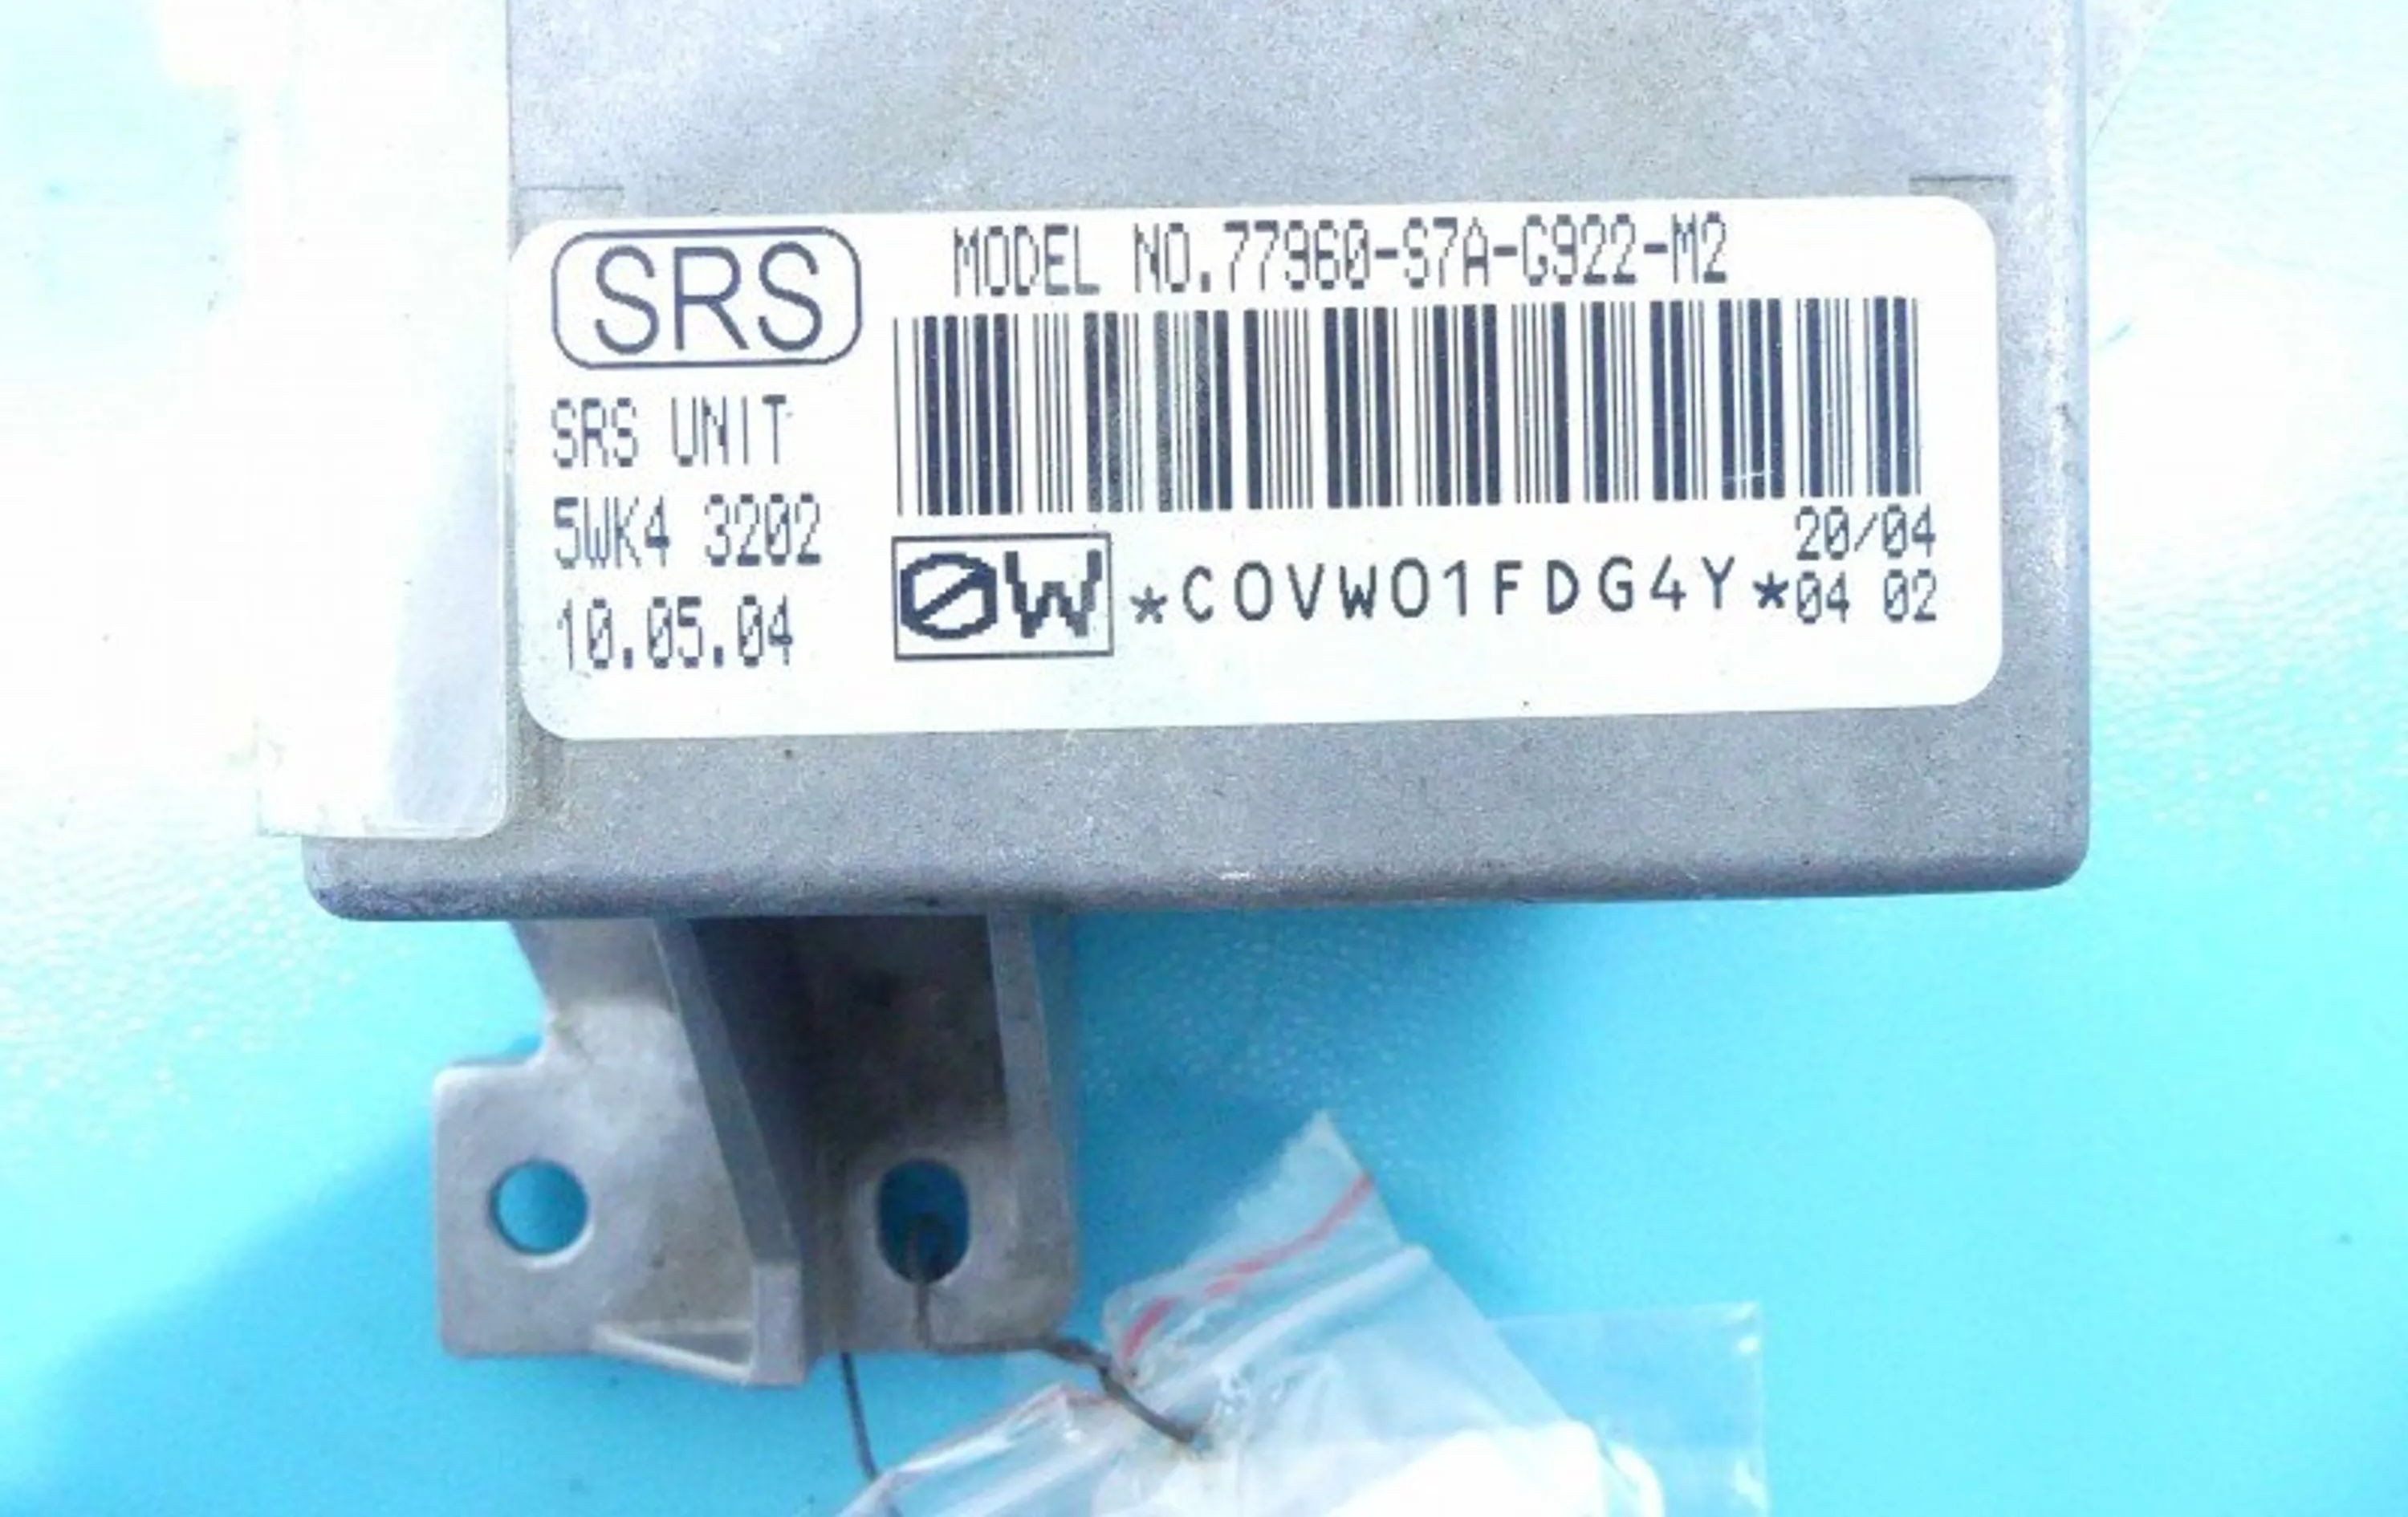 SRS
MODEL NO.77960-S7A-G922-M2
SRS UNIT
5WK4 3202
10.05.04
0W
*C0VW01FDG4Y*
20/04
04 02